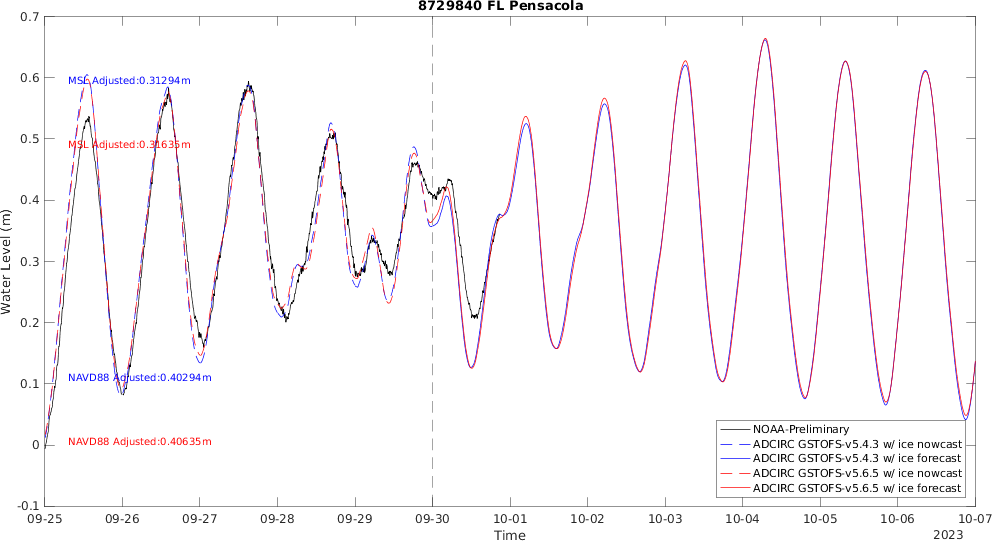 8729840 FL Pensacola
0.7
0.6
0.5
0.4
0.3
0.2
0.1
0
-0.1
Water Level (m)
MSL Adjusted:0.31294m
MSL Adjusted:0.31635m
NAVD88 Adjusted:0.40294m
NAVD88 Adjusted:0.40635m
NOAA-Preliminary
ADCIRC GSTOFS-v5.4.3 w/ ice nowcast
ADCIRC GSTOFS-v5.4.3 w/ ice forecast
ADCIRC GSTOFS-v5.6.5 w/ ice nowcast
ADCIRC GSTOFS-v5.6.5 w/ ice forecast
09-25 09-26 09-27 09-28 09-29 09-30 10-01 10-02 10-03 10-04 10-05 10-06 10-07
Time
2023